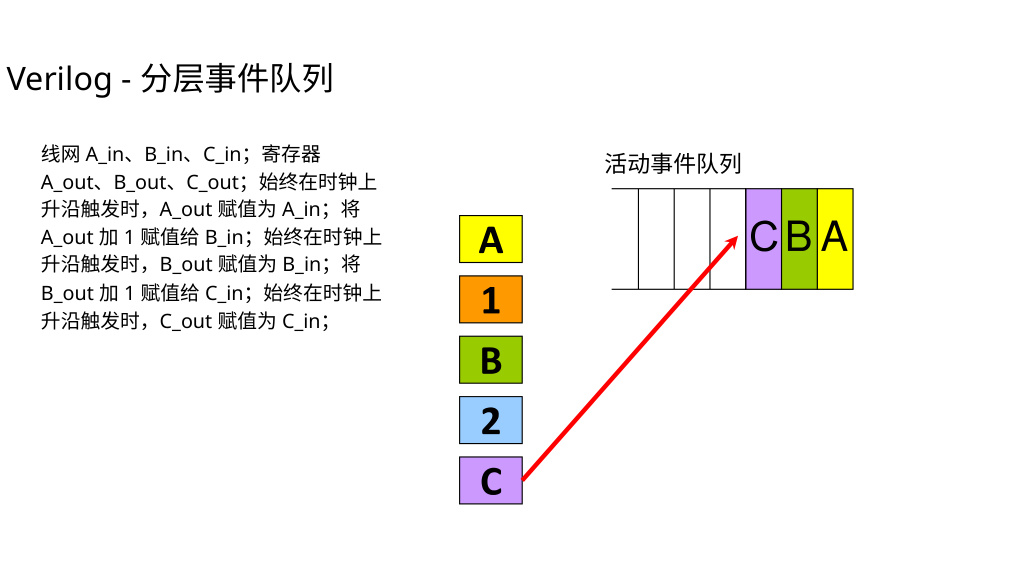 Verilog - 分层事件队列
线网 A_in、B_in、C_in；寄存器
A_out、B_out、C_out；始终在时钟上
升沿触发时，A_out 赋值为 A_in；将
A_out 加 1 赋值给 B_in；始终在时钟上
升沿触发时，B_out 赋值为 B_in；将
B_out 加 1 赋值给 C_in；始终在时钟上
升沿触发时，C_out 赋值为 C_in；
A
1
B
2
C
活动事件队列
C B A